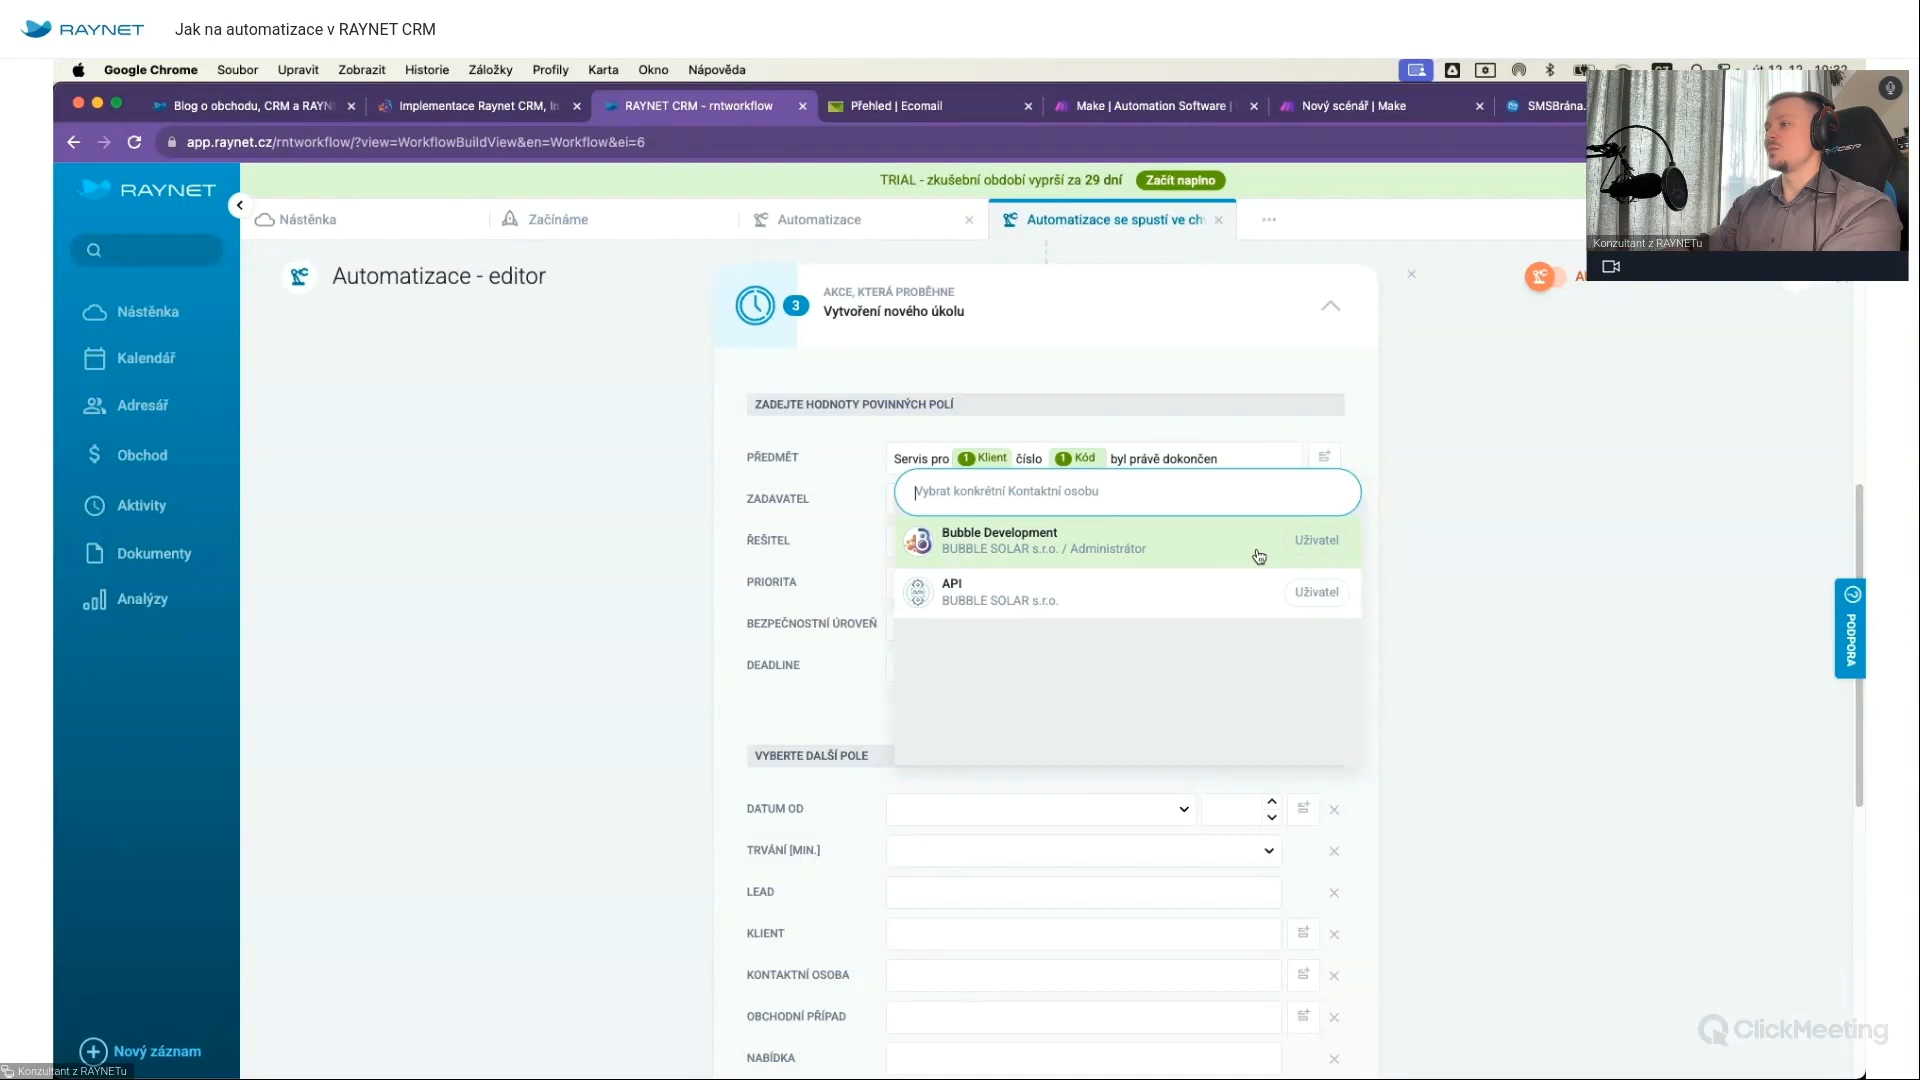 RAYNET
Jak na automatizace v RAYNET CRM
Google Chrome Soubor Upravit Zobrazit Historie Záložky Profily Karta Okno Nápověda
Blog o obchodu, CRM a RAYN
Implementace Raynet CRM, In
RAYNET CRM - rntworkflow
Přehled | Ecomail
Make | Automation Software |
Nový scénář | Make
SMSBrána.
app.raynet.cz/rntworkflow/?view=WorkflowBuildView&en=Workflow&ei=6
RAYNET
TRIAL - zkušební období vyprší za 29 dní
Začít naplno
Nástěnka
Začínáme
Automatizace
Automatizace se spustí ve ch
Konzultant z RAYNETu
Automatizace - editor
Nástěnka
Kalendář
Adresář
Obchod
Aktivity
Dokumenty
Analýzy
Nový záznam
Konzultant z RAYNETu
3
AKCE, KTERÁ PROBĚHNE
Vytvoření nového úkolu
ZADEJTE HODNOTY POVINNÝCH POLÍ
PŘEDMĚT
Servis pro 1 Klient číslo 1 Kód byl právě dokončen
ZADAVATEL
Vybrat konkrétní Kontaktní osobu
ŘEŠITEL
Bubble Development
BUBBLE SOLAR s.r.o. / Administrátor
Uživatel
PRIORITA
API
BUBBLE SOLAR s.r.o.
Uživatel
BEZPEČNOSTNÍ ÚROVEŇ
DEADLINE
PODPORA
VYBERTE DALŠÍ POLE
DATUM OD
TRVÁNÍ [MIN.]
LEAD
KLIENT
KONTAKTNÍ OSOBA
OBCHODNÍ PŘÍPAD
NABÍDKA
ClickMeeting